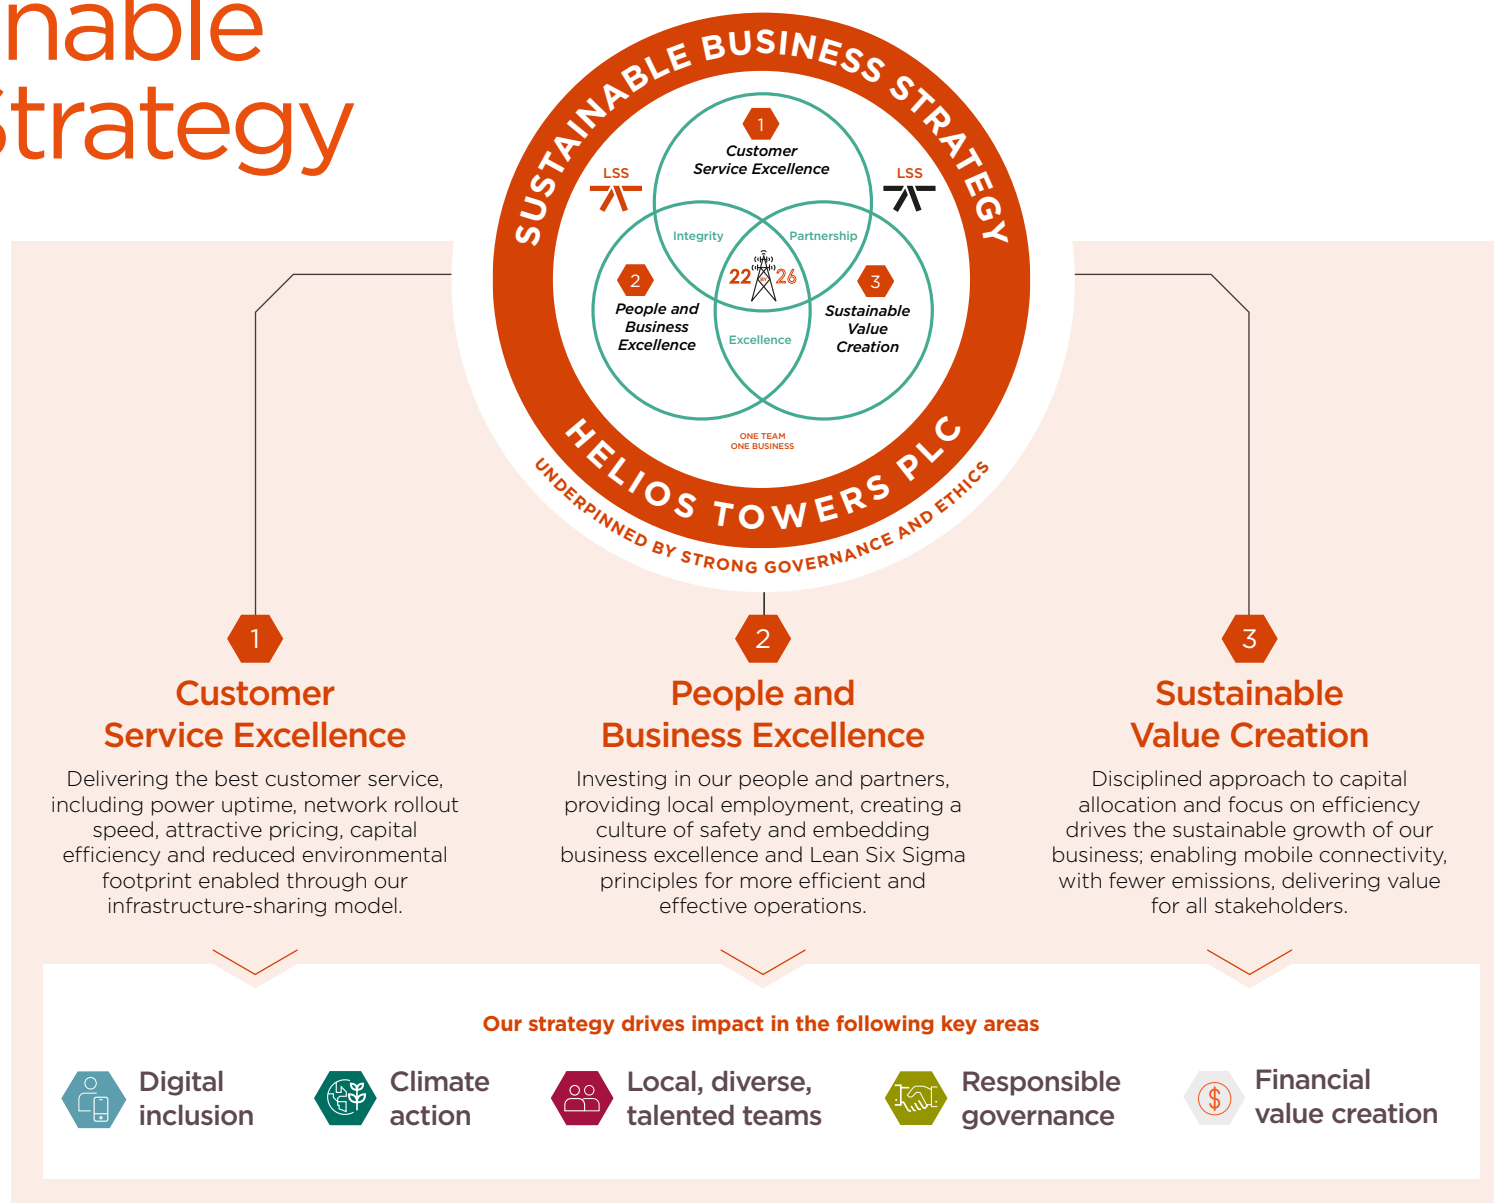 nable
Strategy
SUSTAINABLE BUSINESS STRATEGY
1
Customer
Service Excellence
LSS
LSS
Integrity
Partnership
2
People and
Business
Excellence
22
26
3
Sustainable
Value
Creation
Excellence
ONE TEAM
ONE BUSINESS
HELIOS TOWERS PLC
UNDERPINNED BY STRONG GOVERNANCE AND ETHICS
1
Customer
Service Excellence
Delivering the best customer service,
including power uptime, network rollout
speed, attractive pricing, capital
efficiency and reduced environmental
footprint enabled through our
infrastructure-sharing model.
2
People and
Business Excellence
Investing in our people and partners,
providing local employment, creating a
culture of safety and embedding
business excellence and Lean Six Sigma
principles for more efficient and
effective operations.
3
Sustainable
Value Creation
Disciplined approach to capital
allocation and focus on efficiency
drives the sustainable growth of our
business; enabling mobile connectivity,
with fewer emissions, delivering value
for all stakeholders.
Our strategy drives impact in the following key areas
Digital
inclusion
Climate
action
Local, diverse,
talented teams
Responsible
governance
$
Financial
value creation